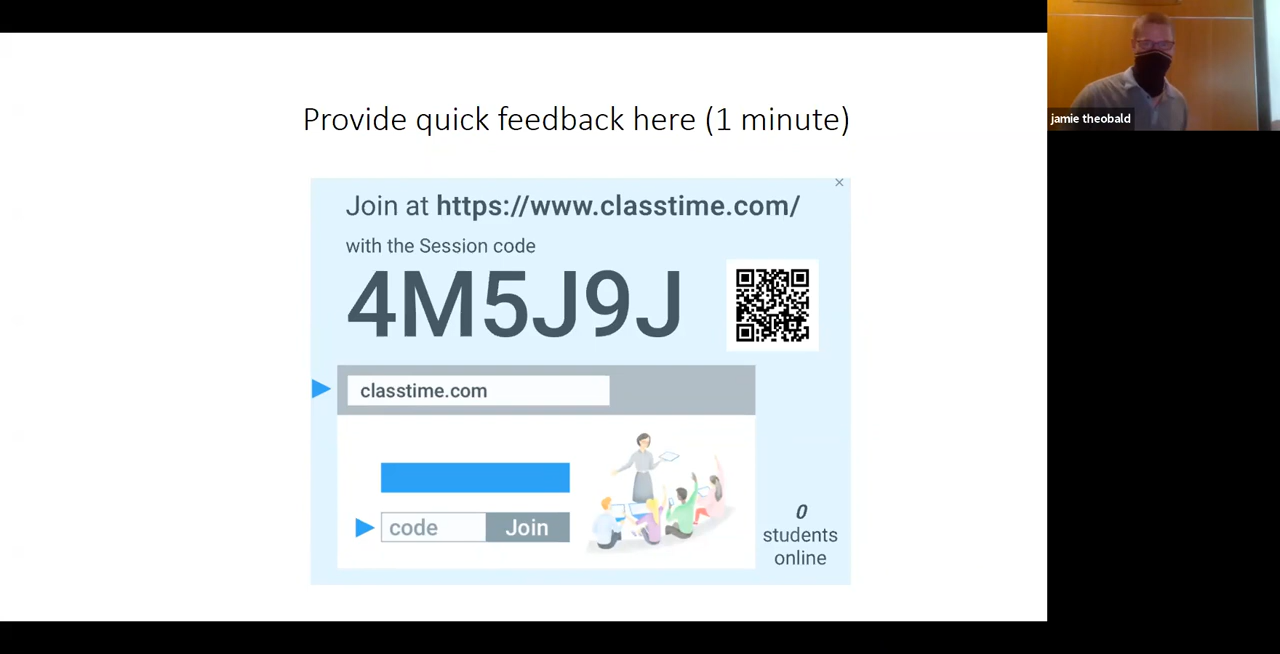 Provide quick feedback here (1 minute)
Join at https://www.classtime.com/
with the Session code
4M5J9J
classtime.com
code
Join
0
students
online
jamie theobald